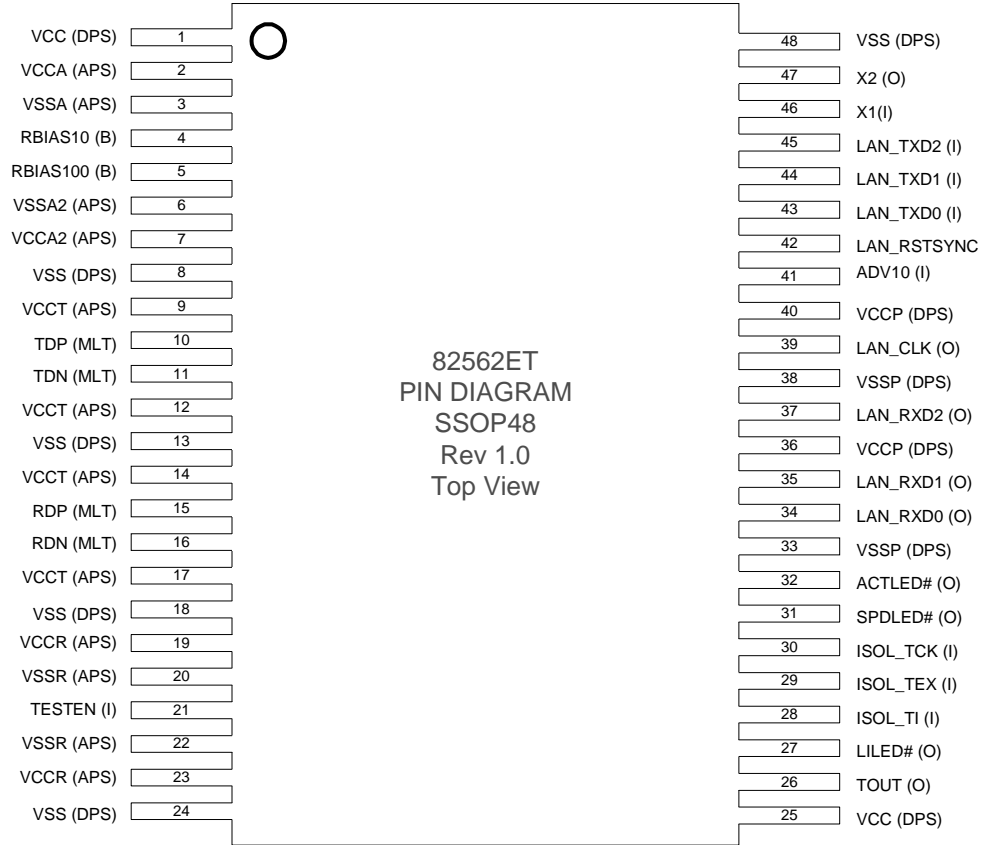 VCC (DPS) 1
VCCA (APS) 2
VSSA (APS) 3
RBIAS10 (B) 4
RBIAS100 (B) 5
VSSA2 (APS) 6
VCCA2 (APS) 7
VSS (DPS) 8
VCCT (APS) 9
TDP (MLT) 10
TDN (MLT) 11
VCCT (APS) 12
VSS (DPS) 13
VCCT (APS) 14
RDP (MLT) 15
RDN (MLT) 16
VCCT (APS) 17
VSS (DPS) 18
VCCR (APS) 19
VSSR (APS) 20
TESTEN (I) 21
VSSR (APS) 22
VCCR (APS) 23
VSS (DPS) 24
82562ET
PIN DIAGRAM
SSOP48
Rev 1.0
Top View
48 VSS (DPS)
47 X2 (O)
46 X1(I)
45 LAN_TXD2 (I)
44 LAN_TXD1 (I)
43 LAN_TXD0 (I)
42 LAN_RSTSYNC
41 ADV10 (I)
40 VCCP (DPS)
39 LAN_CLK (O)
38 VSSP (DPS)
37 LAN_RXD2 (O)
36 VCCP (DPS)
35 LAN_RXD1 (O)
34 LAN_RXD0 (O)
33 VSSP (DPS)
32 ACTLED# (O)
31 SPDLED# (O)
30 ISOL_TCK (I)
29 ISOL_TEX (I)
28 ISOL_TI (I)
27 LILED# (O)
26 TOUT (O)
25 VCC (DPS)